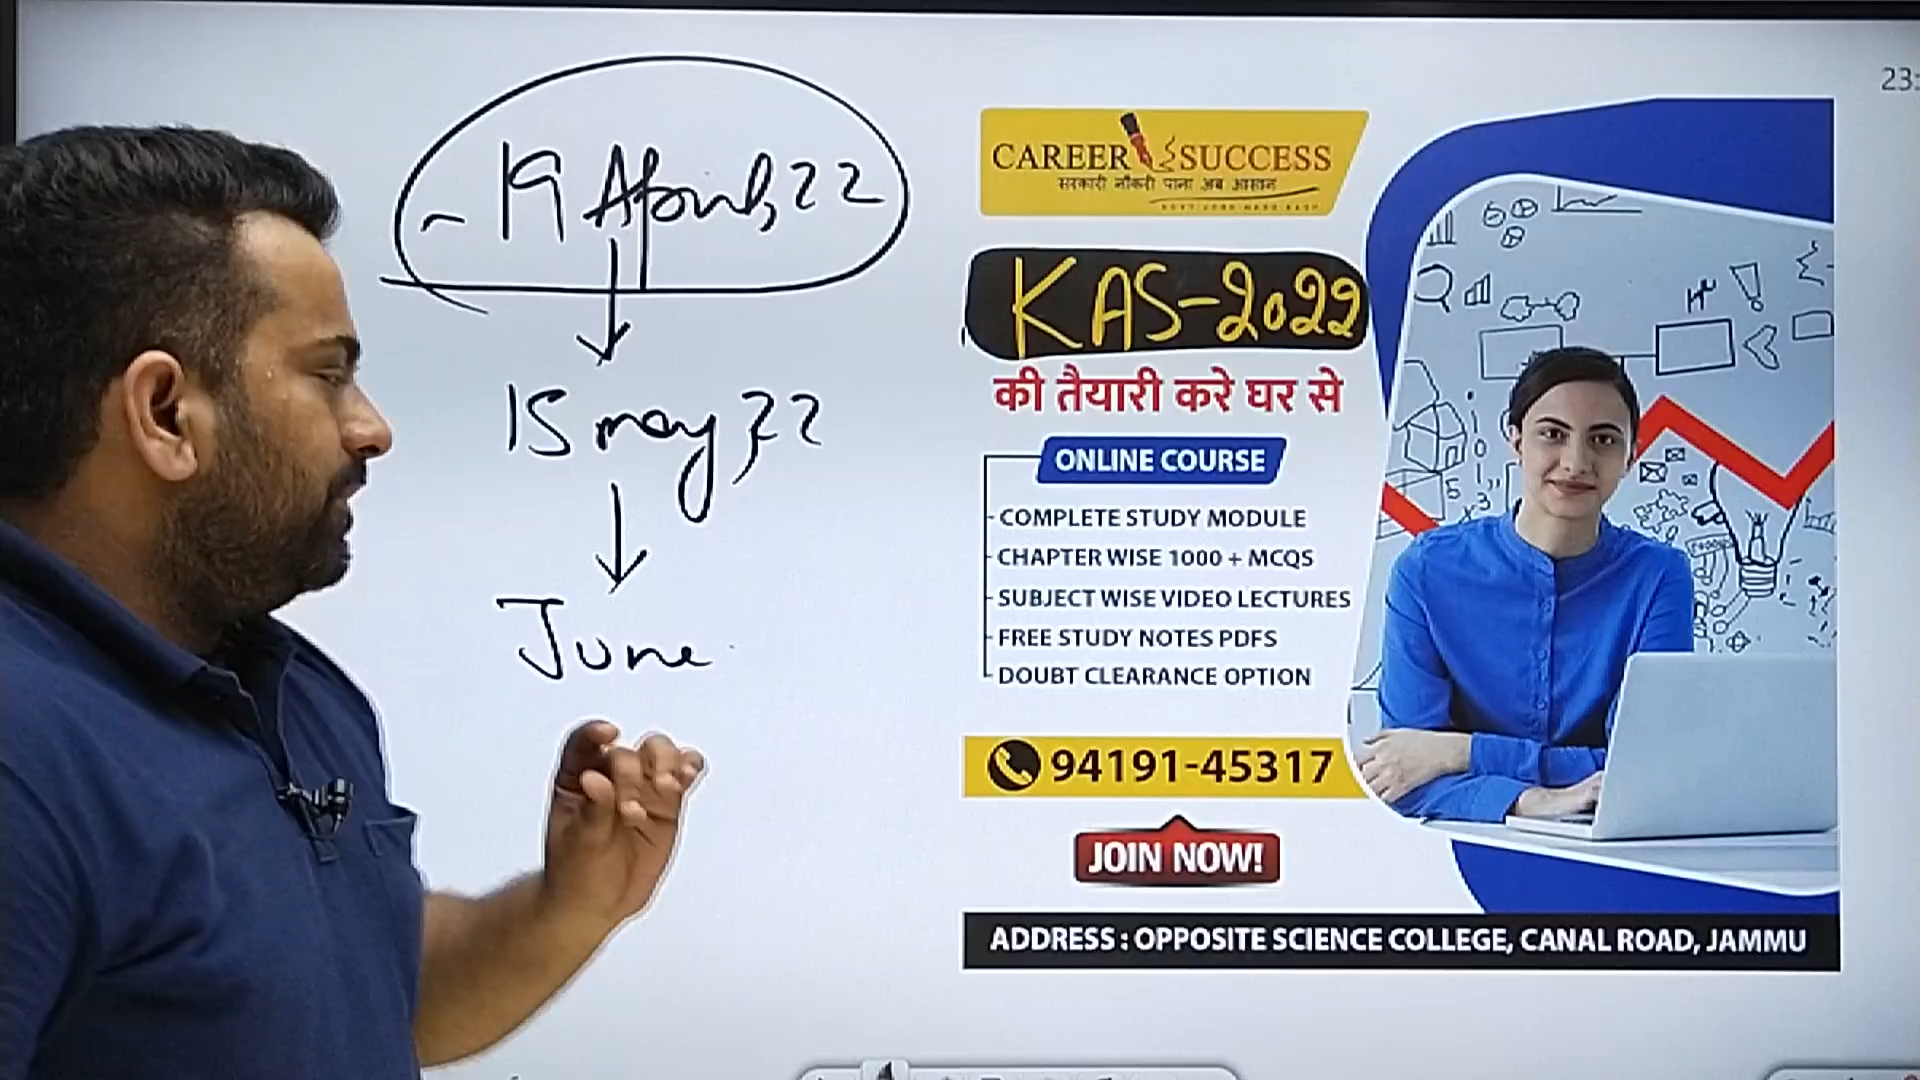 23:
- 19 April, 22
15 may, 22
June
CAREER SUCCESS
सरकारी नौकरी पाना अब आसान
KAS-2022
की तैयारी करे घर से
ONLINE COURSE
COMPLETE STUDY MODULE
CHAPTER WISE 1000 + MCQS
SUBJECT WISE VIDEO LECTURES
FREE STUDY NOTES PDFS
DOUBT CLEARANCE OPTION
94191-45317
JOIN NOW!
ADDRESS : OPPOSITE SCIENCE COLLEGE, CANAL ROAD, JAMMU